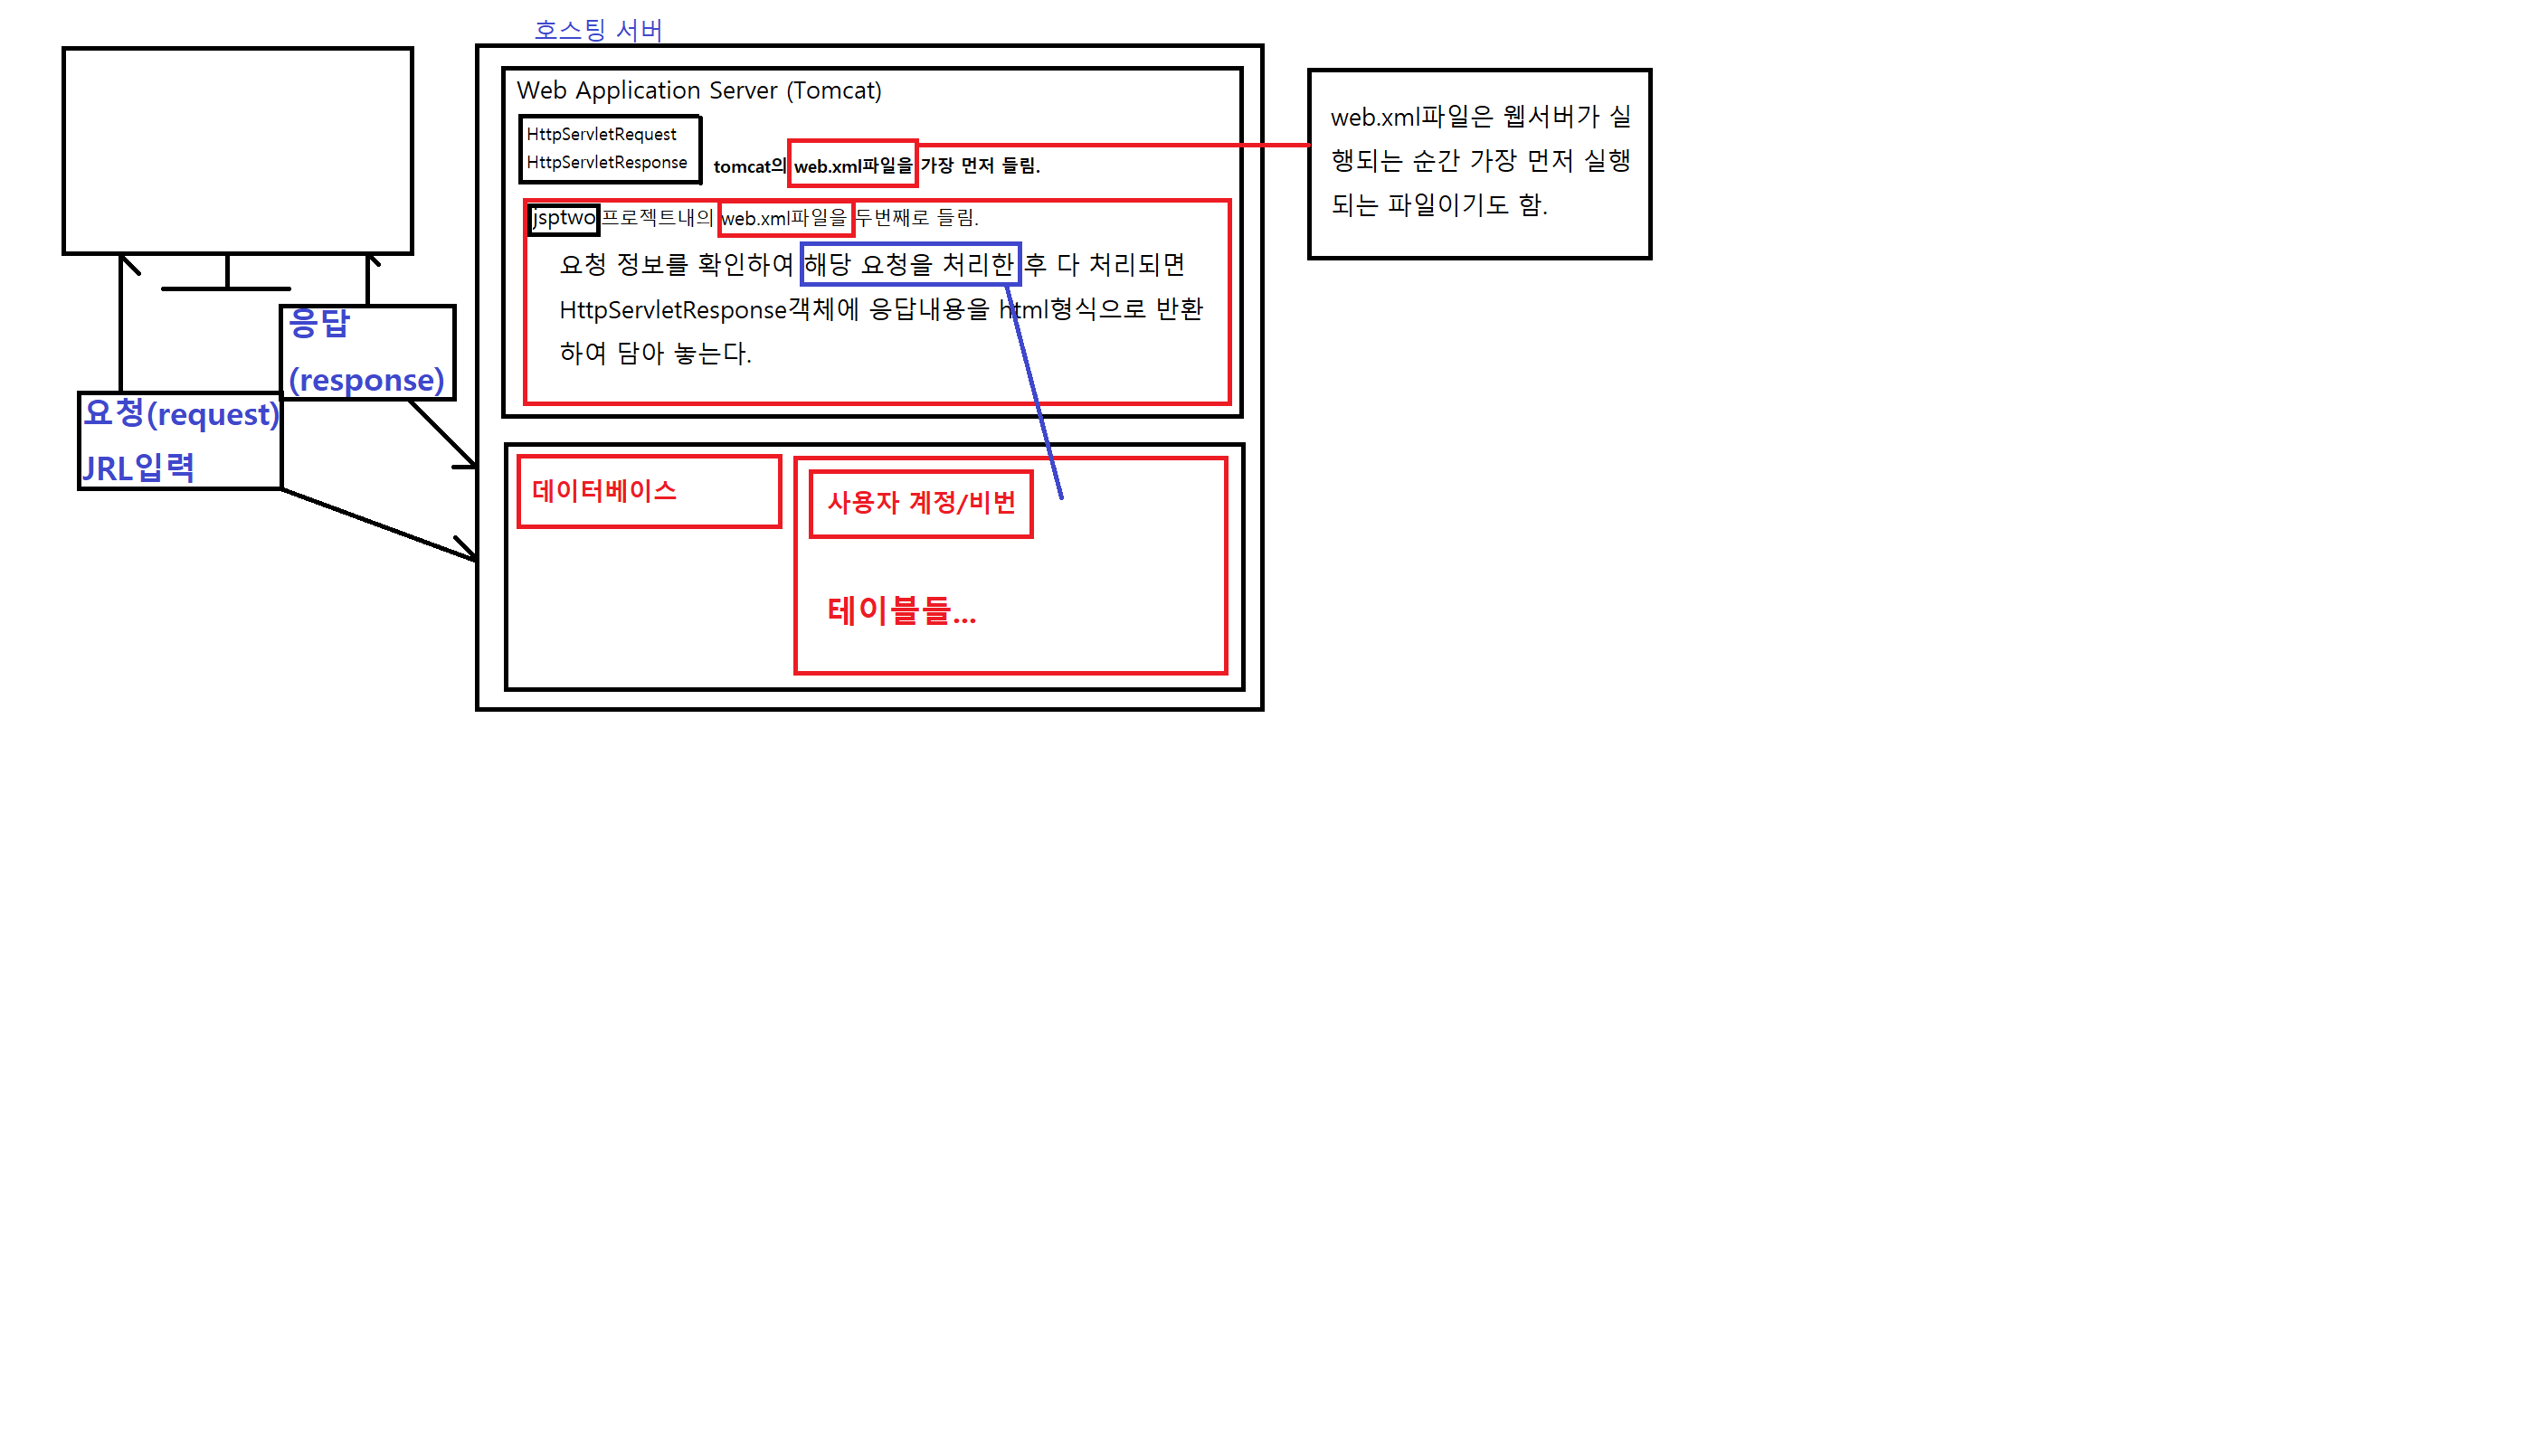 호스팅 서버
Web Application Server (Tomcat)
HttpServletRequest
HttpServletResponse
tomcat의 web.xml파일을 가장 먼저 들림.
jsptwo 프로젝트내의 web.xml파일을 두번째로 들림.
요청 정보를 확인하여 해당 요청을 처리한 후 다 처리되면
HttpServletResponse객체에 응답내용을 html형식으로 반환
하여 담아 놓는다.
web.xml파일은 웹서버가 실
행되는 순간 가장 먼저 실행
되는 파일이기도 함.
응답
(response)
요청(request)
JRL입력
데이터베이스
사용자 계정/비번
테이블들...